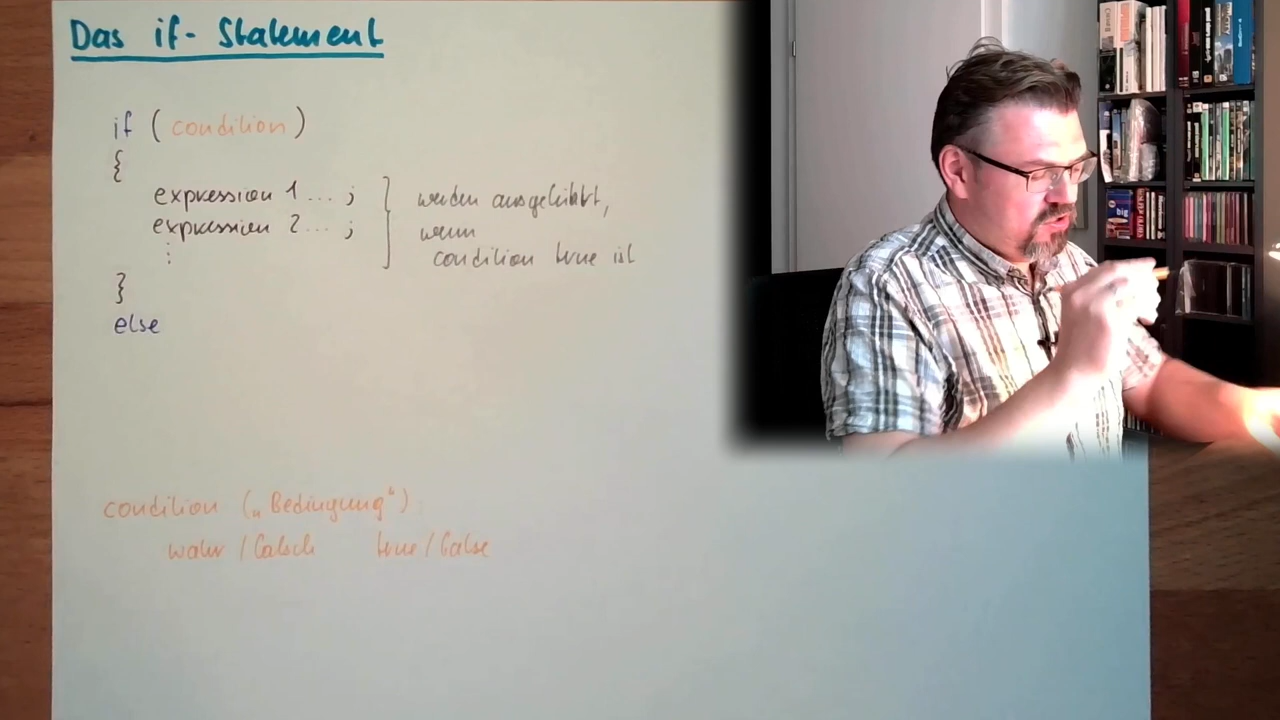 Das if- Statement
if ( condition )
{
expression 1 ... ; } werden ausgeführt,
expression 2 ... ; wenn
⋮ condition true ist
}
else
condition („Bedingung“)
wahr / falsch true / false
big